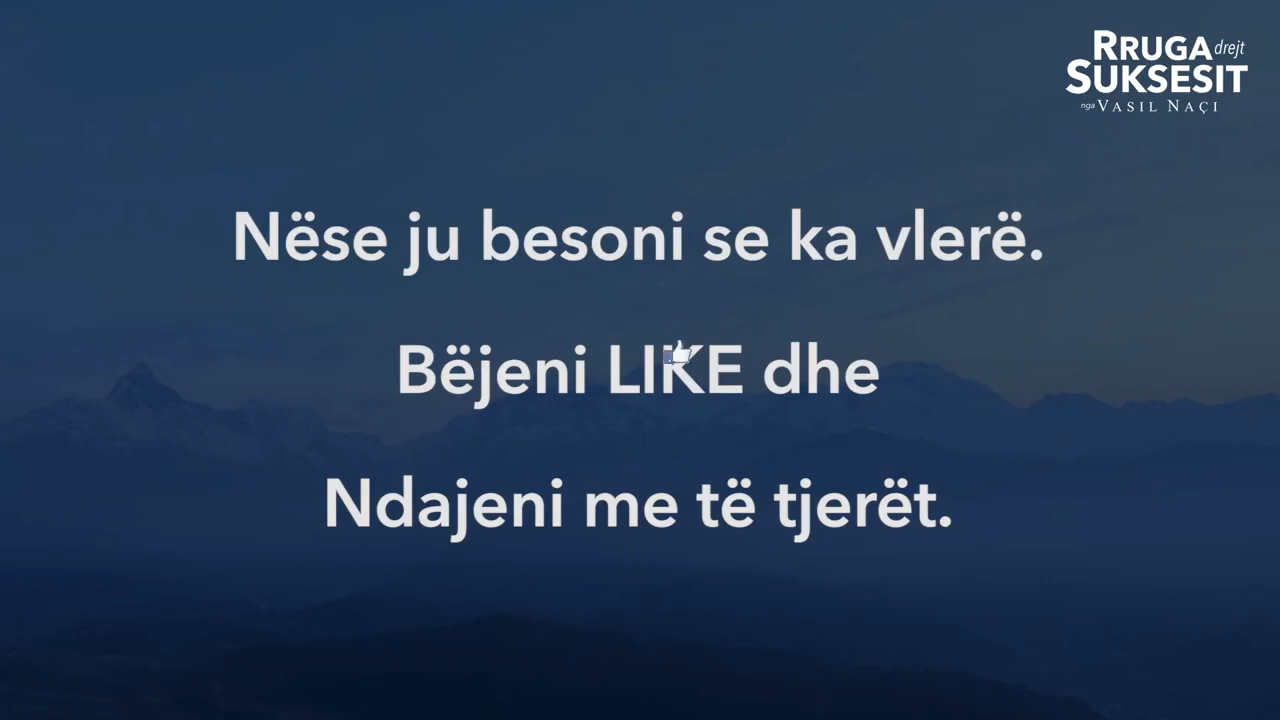 RRUGA drejt
SUKSESIT
nga VASIL NAÇI
Nëse ju besoni se ka vlerë.
Bëjeni LIKE dhe
Ndajeni me të tjerët.